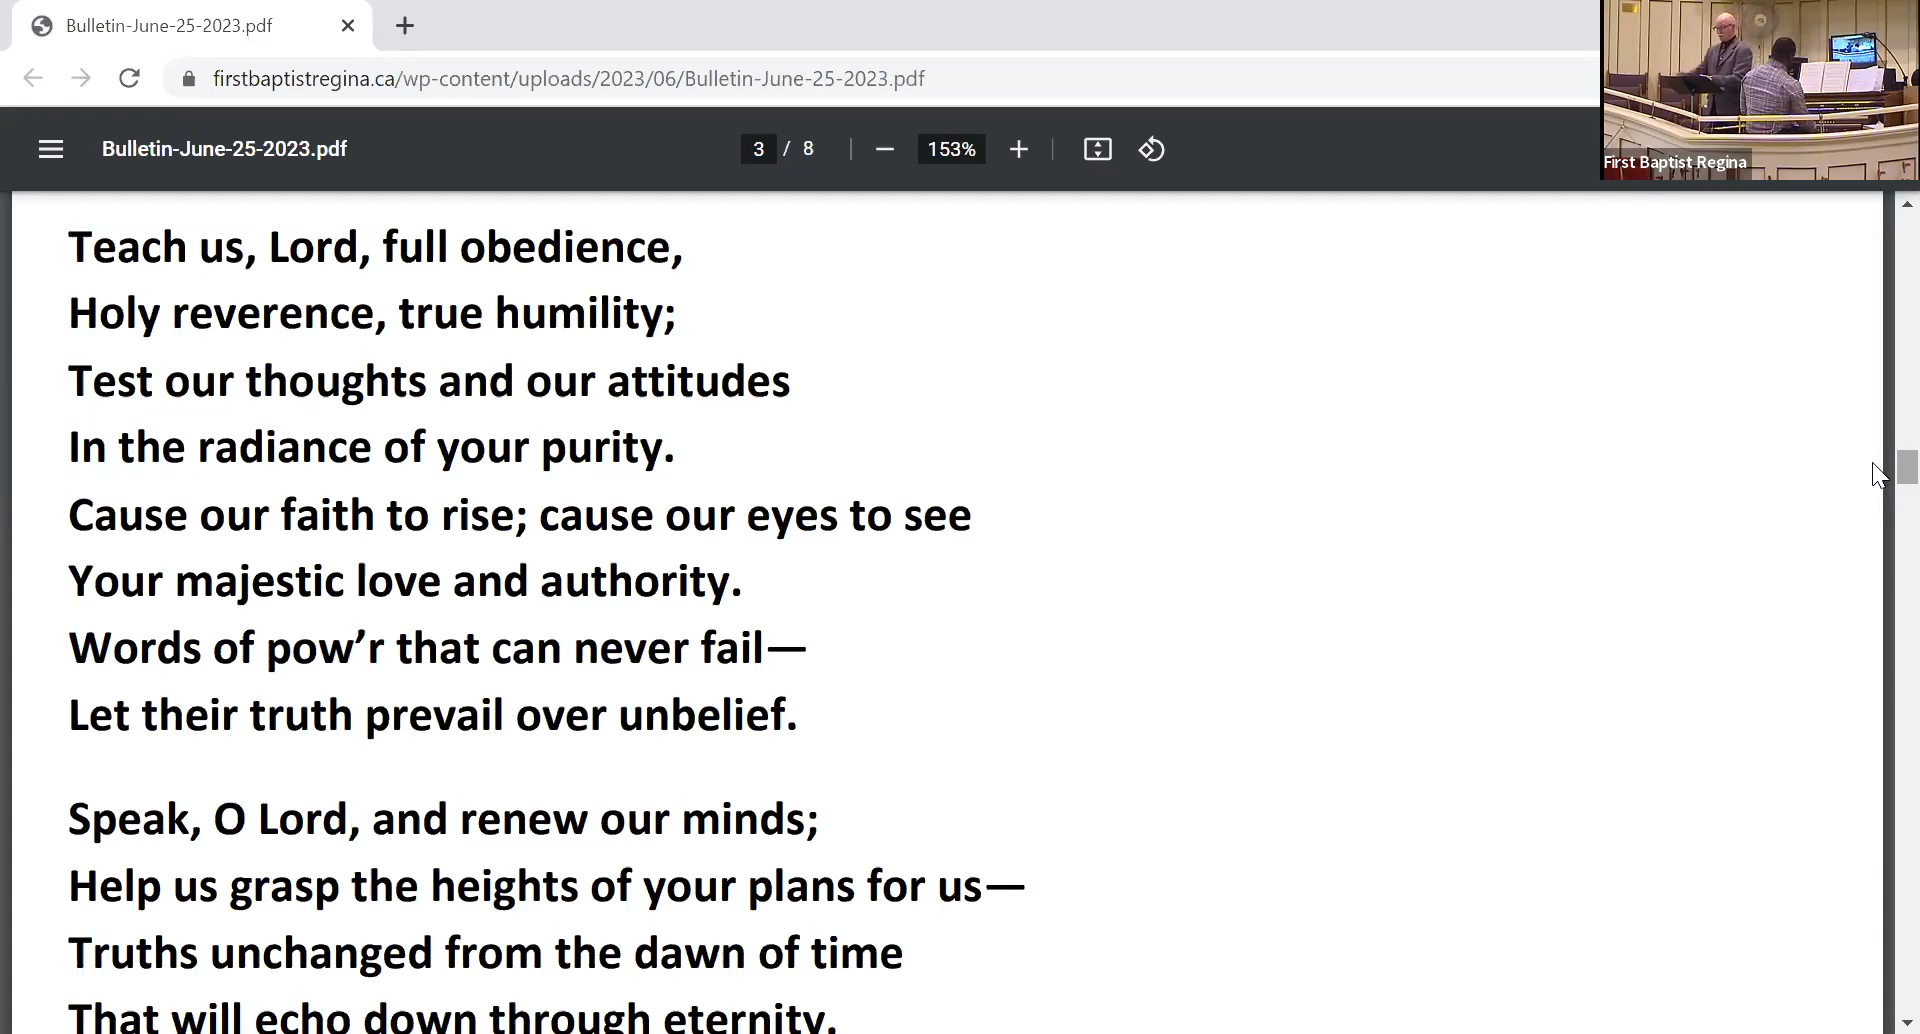 Bulletin-June-25-2023.pdf
firstbaptistregina.ca/wp-content/uploads/2023/06/Bulletin-June-25-2023.pdf
Bulletin-June-25-2023.pdf
3 / 8
153%
First Baptist Regina
Teach us, Lord, full obedience,
Holy reverence, true humility;
Test our thoughts and our attitudes
In the radiance of your purity.
Cause our faith to rise; cause our eyes to see
Your majestic love and authority.
Words of pow’r that can never fail—
Let their truth prevail over unbelief.
Speak, O Lord, and renew our minds;
Help us grasp the heights of your plans for us—
Truths unchanged from the dawn of time
That will echo down through eternity.